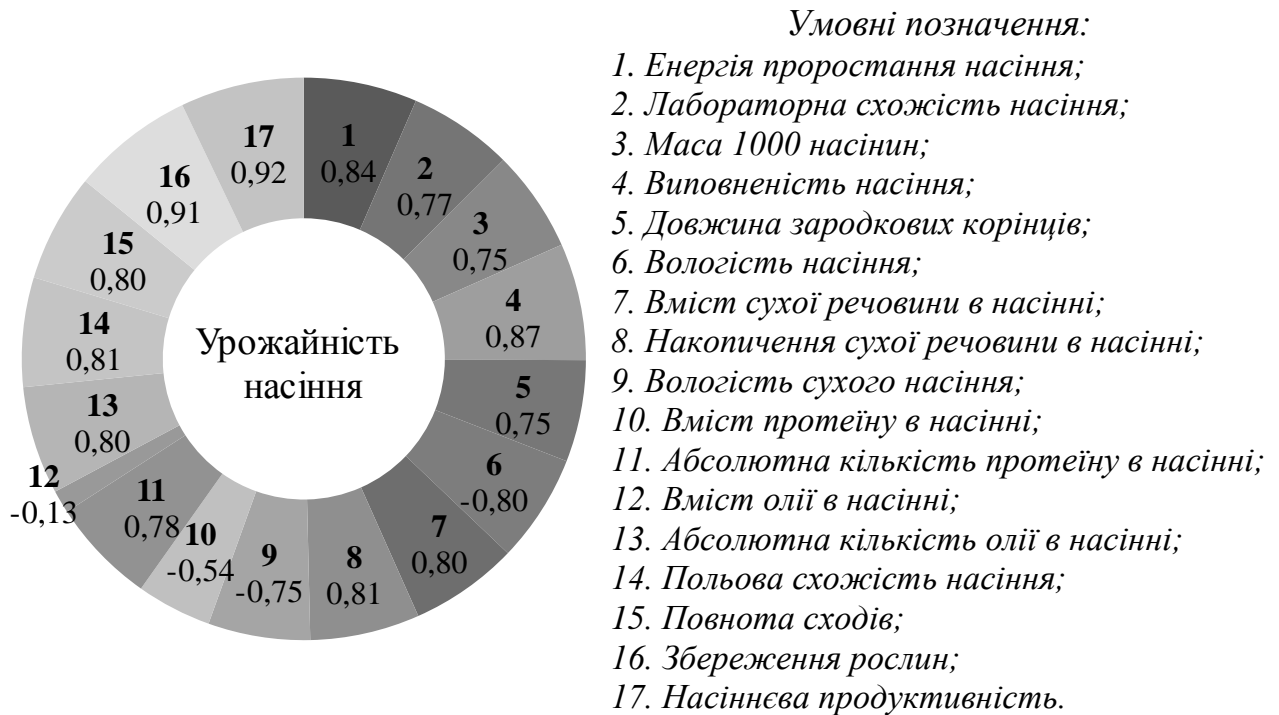 Умовні позначення:
1. Енергія проростання насіння;
2. Лабораторна схожість насіння;
3. Маса 1000 насінин;
4. Виповненість насіння;
5. Довжина зародкових корінців;
6. Вологість насіння;
7. Вміст сухої речовини в насінні;
8. Накопичення сухої речовини в насінні;
9. Вологість сухого насіння;
10. Вміст протеїну в насінні;
11. Абсолютна кількість протеїну в насінні;
12. Вміст олії в насінні;
13. Абсолютна кількість олії в насінні;
14. Польова схожість насіння;
15. Повнота сходів;
16. Збереження рослин;
17. Насіннєва продуктивність.
Урожайність
насіння
1
0,84
2
0,77
3
0,75
4
0,87
5
0,75
6
-0,80
7
0,80
8
0,81
9
-0,75
10
-0,54
11
0,78
12
-0,13
13
0,80
14
0,81
15
0,80
16
0,91
17
0,92